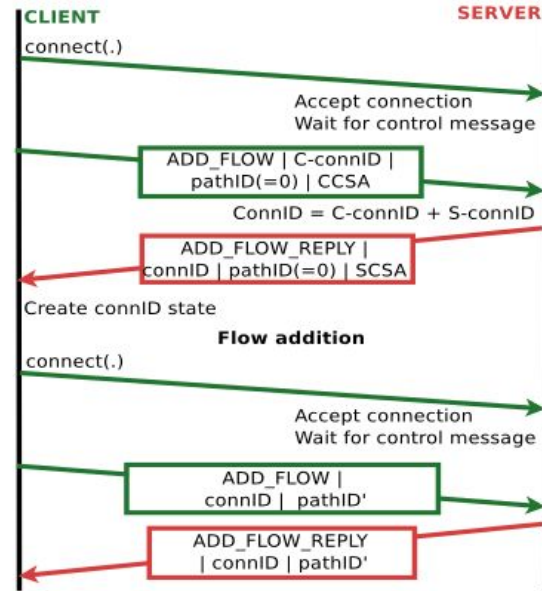 CLIENT
SERVER
connect(.)
Accept connection
Wait for control message
ADD_FLOW | C-connID |
pathID(=0) | CCSA
ConnID = C-connID + S-connID
ADD_FLOW_REPLY |
connID | pathID(=0) | SCSA
Create connID state
Flow addition
connect(.)
Accept connection
Wait for control message
ADD_FLOW |
connID | pathID'
ADD_FLOW_REPLY
| connID | pathID'